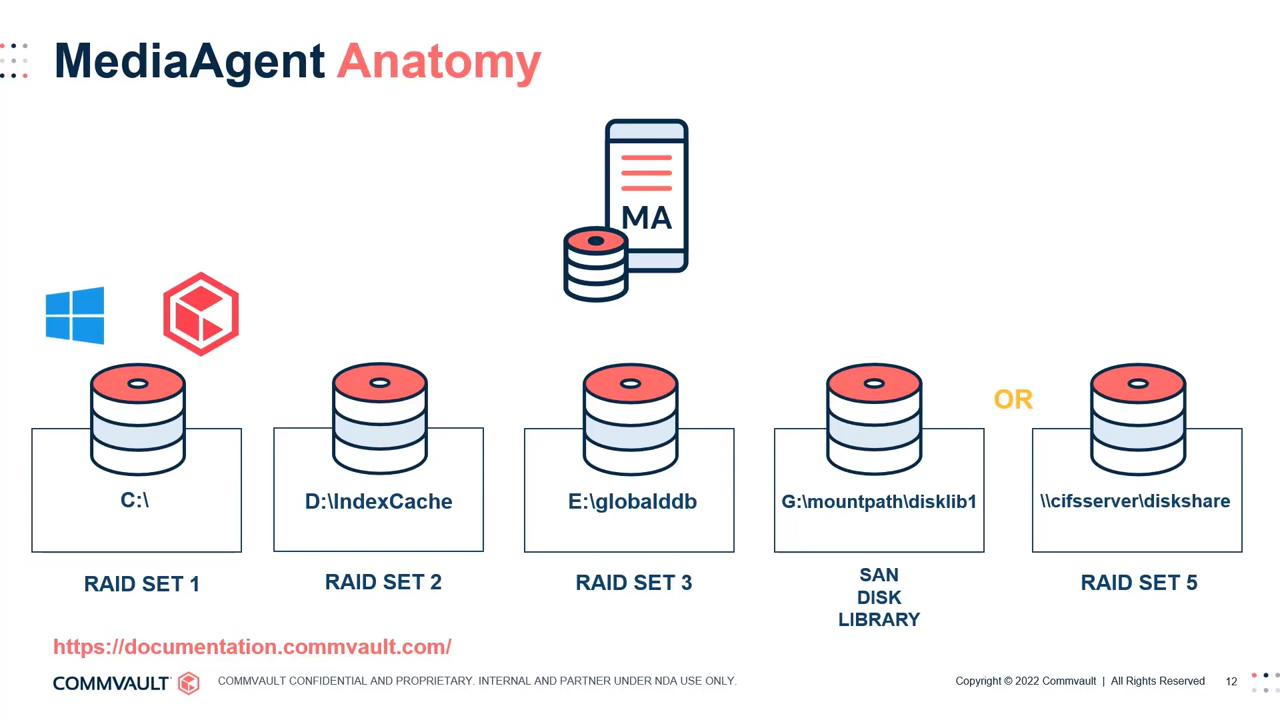 MediaAgent Anatomy
MA
OR
C:\
D:\IndexCache
E:\globalddb
G:\mountpath\disklib1
\\cifsserver\diskshare
RAID SET 1
RAID SET 2
RAID SET 3
SAN
DISK
LIBRARY
RAID SET 5
https://documentation.commvault.com/
COMMVAULT
COMMVAULT CONFIDENTIAL AND PROPRIETARY. INTERNAL AND PARTNER UNDER NDA USE ONLY.
Copyright © 2022 Commvault | All Rights Reserved
12